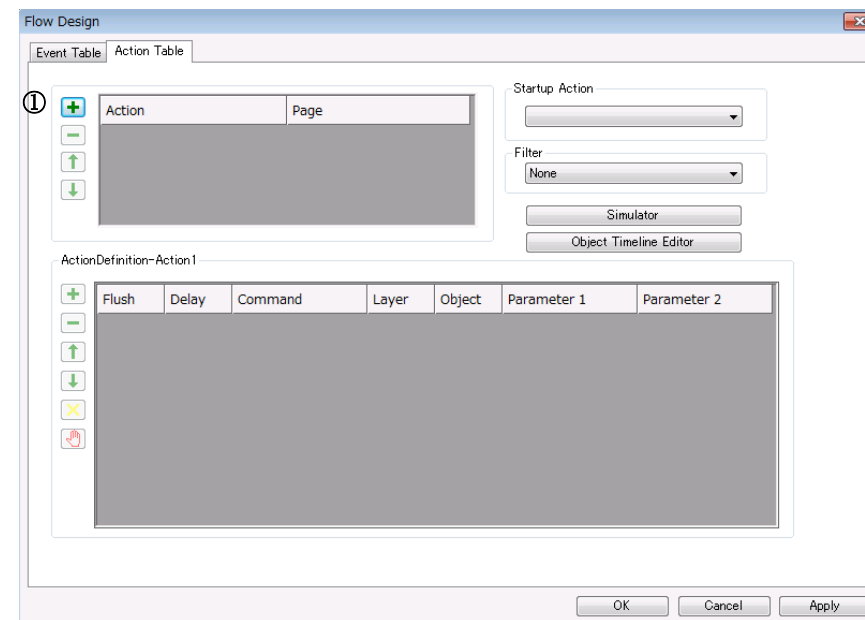 Flow Design
Event Table Action Table
①
Action Page
Startup Action
Filter
None
Simulator
Object Timeline Editor
ActionDefinition-Action1
Flush Delay Command Layer Object Parameter 1 Parameter 2
OK Cancel Apply